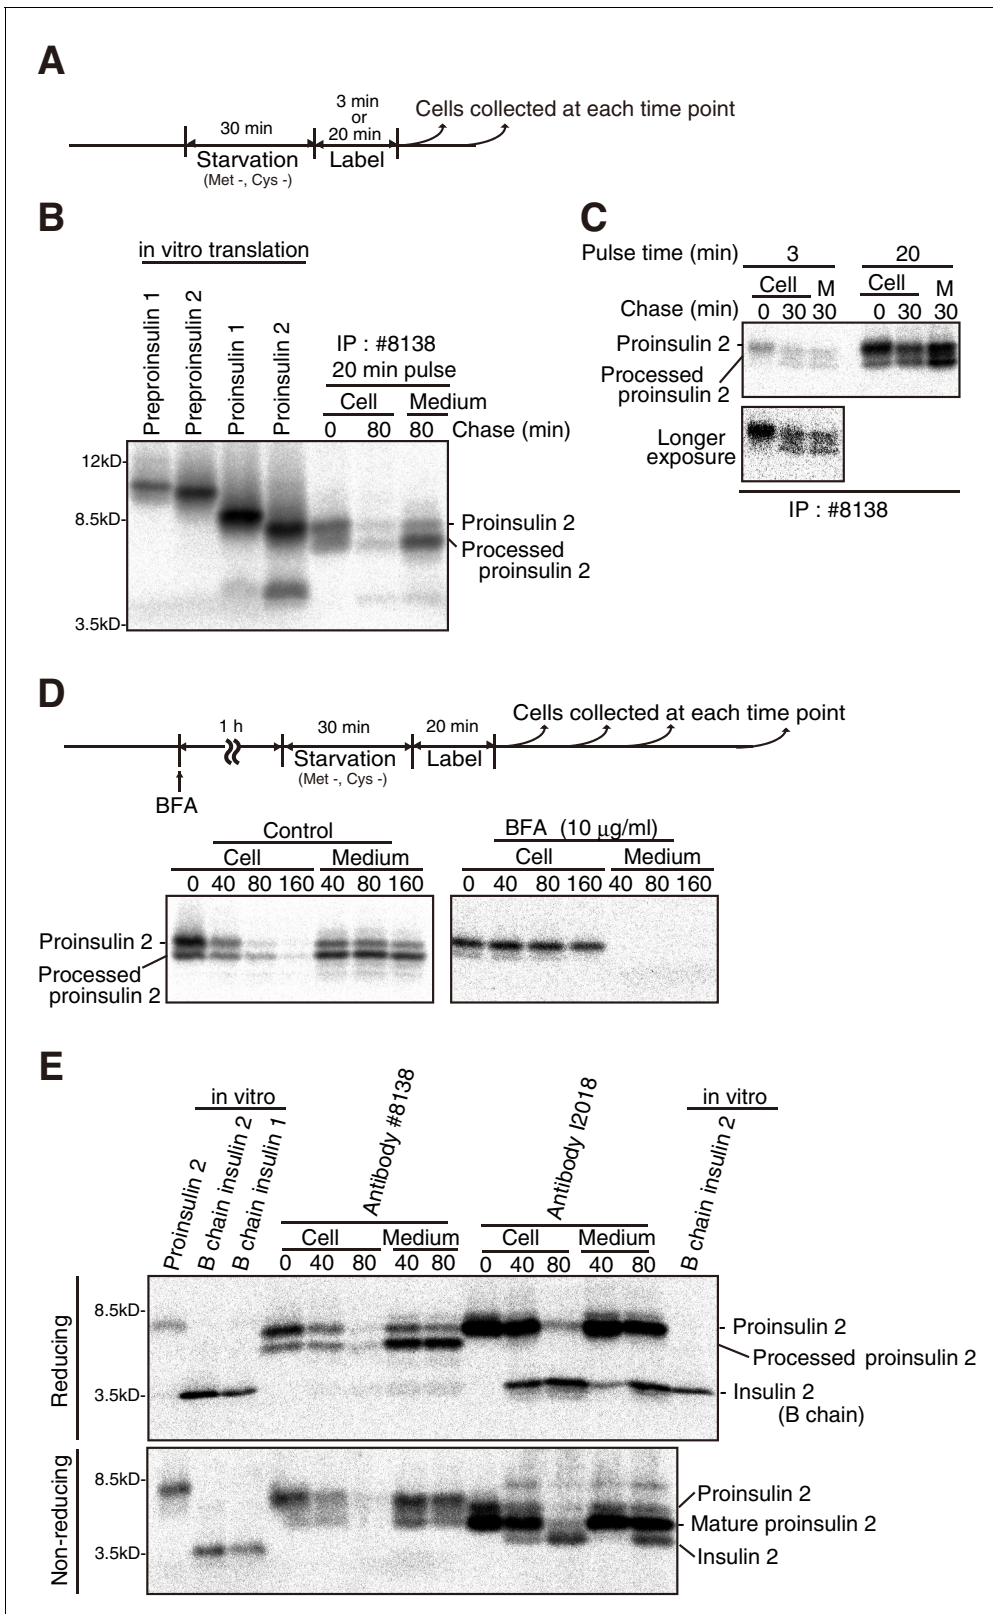 A
30 min
3 min
or
20 min
Cells collected at each time point
Starvation
Label
(Met -, Cys -)
B
in vitro translation
Preproinsulin 1
Preproinsulin 2
Proinsulin 1
Proinsulin 2
IP : #8138
20 min pulse
Cell
Medium
0 80 80 Chase (min)
12kD-
8.5kD-
3.5kD-
Proinsulin 2
Processed
proinsulin 2
C
Pulse time (min) 3 20
Cell M Cell M
Chase (min) 0 30 30 0 30 30
Proinsulin 2
Processed
proinsulin 2
Longer
exposure
IP : #8138
D
1 h
30 min
20 min
Cells collected at each time point
Starvation
Label
(Met -, Cys -)
BFA
Control
BFA (10 μg/ml)
Cell Medium Cell Medium
0 40 80 160 40 80 160 0 40 80 160 40 80 160
Proinsulin 2
Processed
proinsulin 2
E
in vitro
Proinsulin 2
B chain insulin 2
B chain insulin 1
Antibody #8138
Antibody I2018
in vitro
B chain insulin 2
Cell Medium Cell Medium
0 40 80 40 80 0 40 80 40 80
Reducing
8.5kD-
3.5kD-
Proinsulin 2
Processed proinsulin 2
Insulin 2
(B chain)
Non-reducing
8.5kD-
3.5kD-
Proinsulin 2
Mature proinsulin 2
Insulin 2